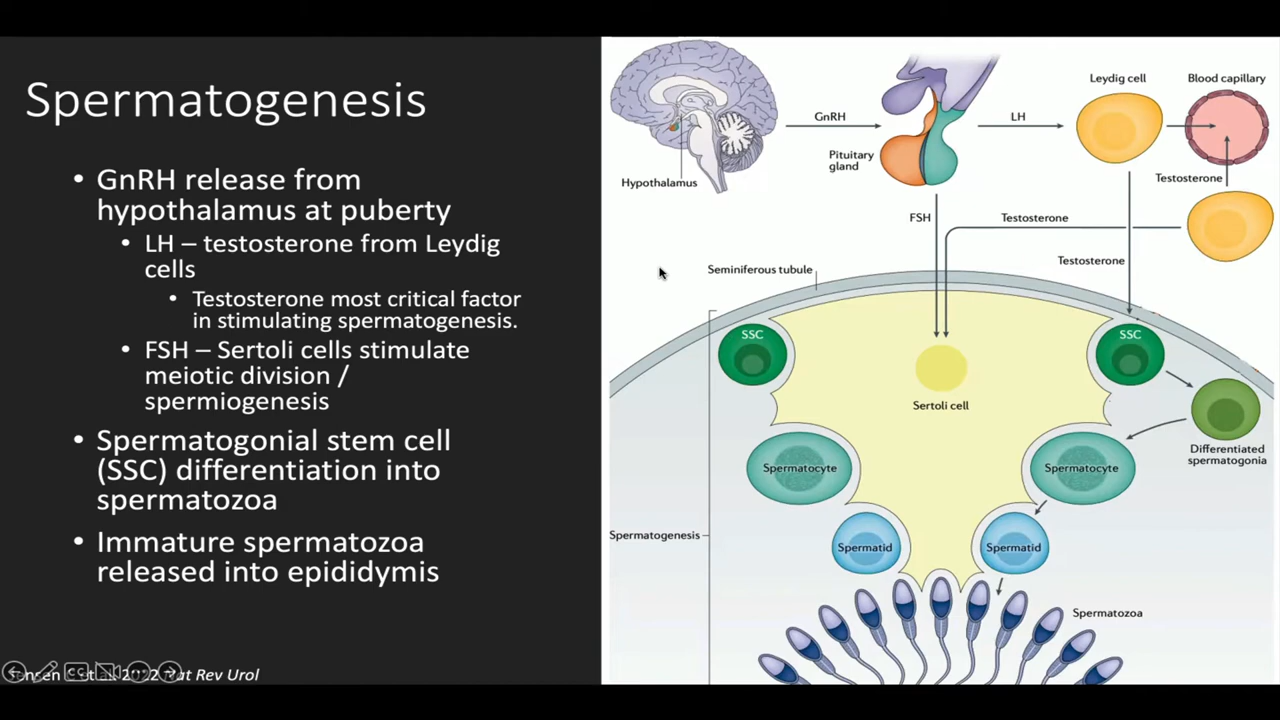 Spermatogenesis
• GnRH release from
hypothalamus at puberty
• LH – testosterone from Leydig
cells
• Testosterone most critical factor
in stimulating spermatogenesis.
• FSH – Sertoli cells stimulate
meiotic division /
spermiogenesis
• Spermatogonial stem cell
(SSC) differentiation into
spermatozoa
• Immature spermatozoa
released into epididymis
et al 2022 Nat Rev Urol
Hypothalamus
GnRH
Pituitary
gland
LH
Leydig cell
Blood capillary
Testosterone
FSH
Testosterone
Testosterone
Seminiferous tubule
SSC
SSC
Sertoli cell
Differentiated
spermatogonia
Spermatocyte
Spermatocyte
Spermatogenesis
Spermatid
Spermatid
Spermatozoa